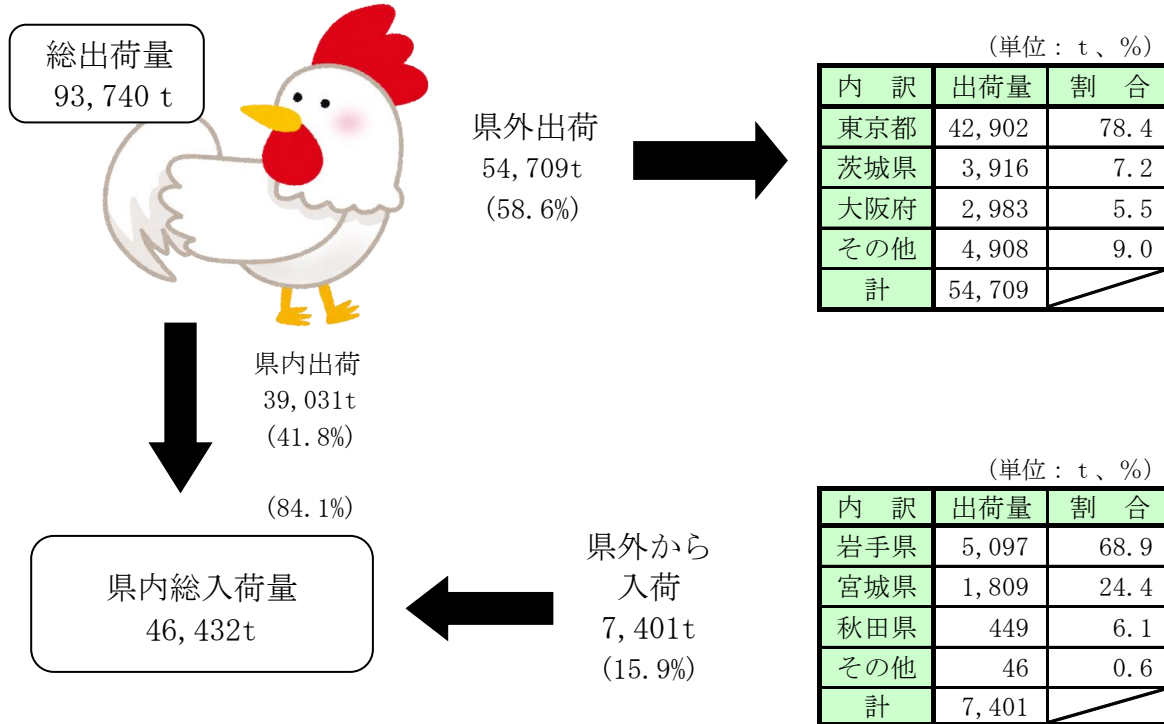 総出荷量
93,740 t
県外出荷
54,709t
(58.6%)
(単位：t、%)
内 訳 出荷量 割 合
東京都 42,902 78.4
茨城県 3,916 7.2
大阪府 2,983 5.5
その他 4,908 9.0
計 54,709
県内出荷
39,031t
(41.8%)
(84.1%)
県内総入荷量
46,432t
県外から
入荷
7,401t
(15.9%)
(単位：t、%)
内 訳 出荷量 割 合
岩手県 5,097 68.9
宮城県 1,809 24.4
秋田県 449 6.1
その他 46 0.6
計 7,401